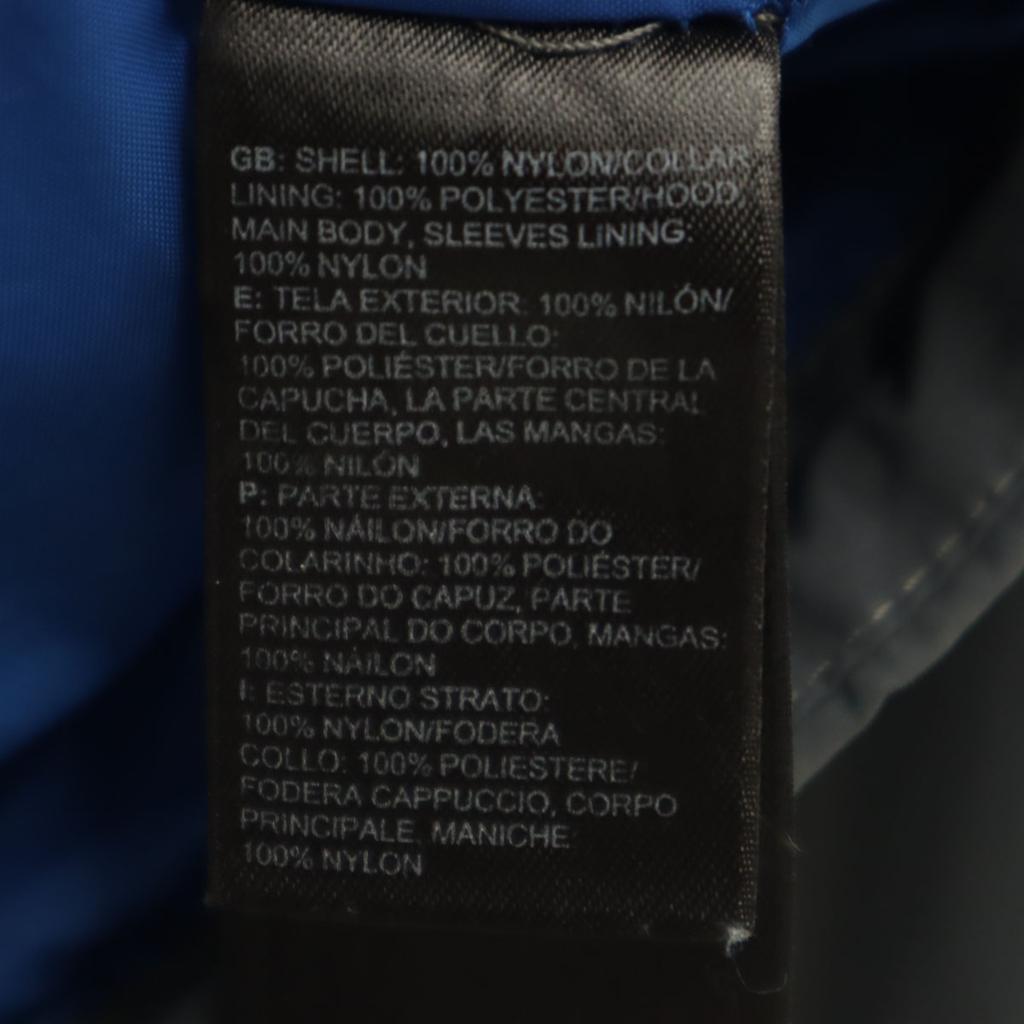 GB: SHELL: 100% NYLON/COLLAR
LINING: 100% POLYESTER/HOOD,
MAIN BODY, SLEEVES LINING:
100% NYLON
E: TELA EXTERIOR: 100% NILÓN/
FORRO DEL CUELLO:
100% POLIÉSTER/FORRO DE LA
CAPUCHA, LA PARTE CENTRAL
DEL CUERPO, LAS MANGAS:
100% NILÓN
P: PARTE EXTERNA:
100% NÁILON/FORRO DO
COLARINHO: 100% POLIÉSTER/
FORRO DO CAPUZ, PARTE
PRINCIPAL DO CORPO, MANGAS:
100% NÁILON
I: ESTERNO STRATO:
100% NYLON/FODERA
COLLO: 100% POLIESTERE/
FODERA CAPPUCCIO, CORPO
PRINCIPALE, MANICHE:
100% NYLON